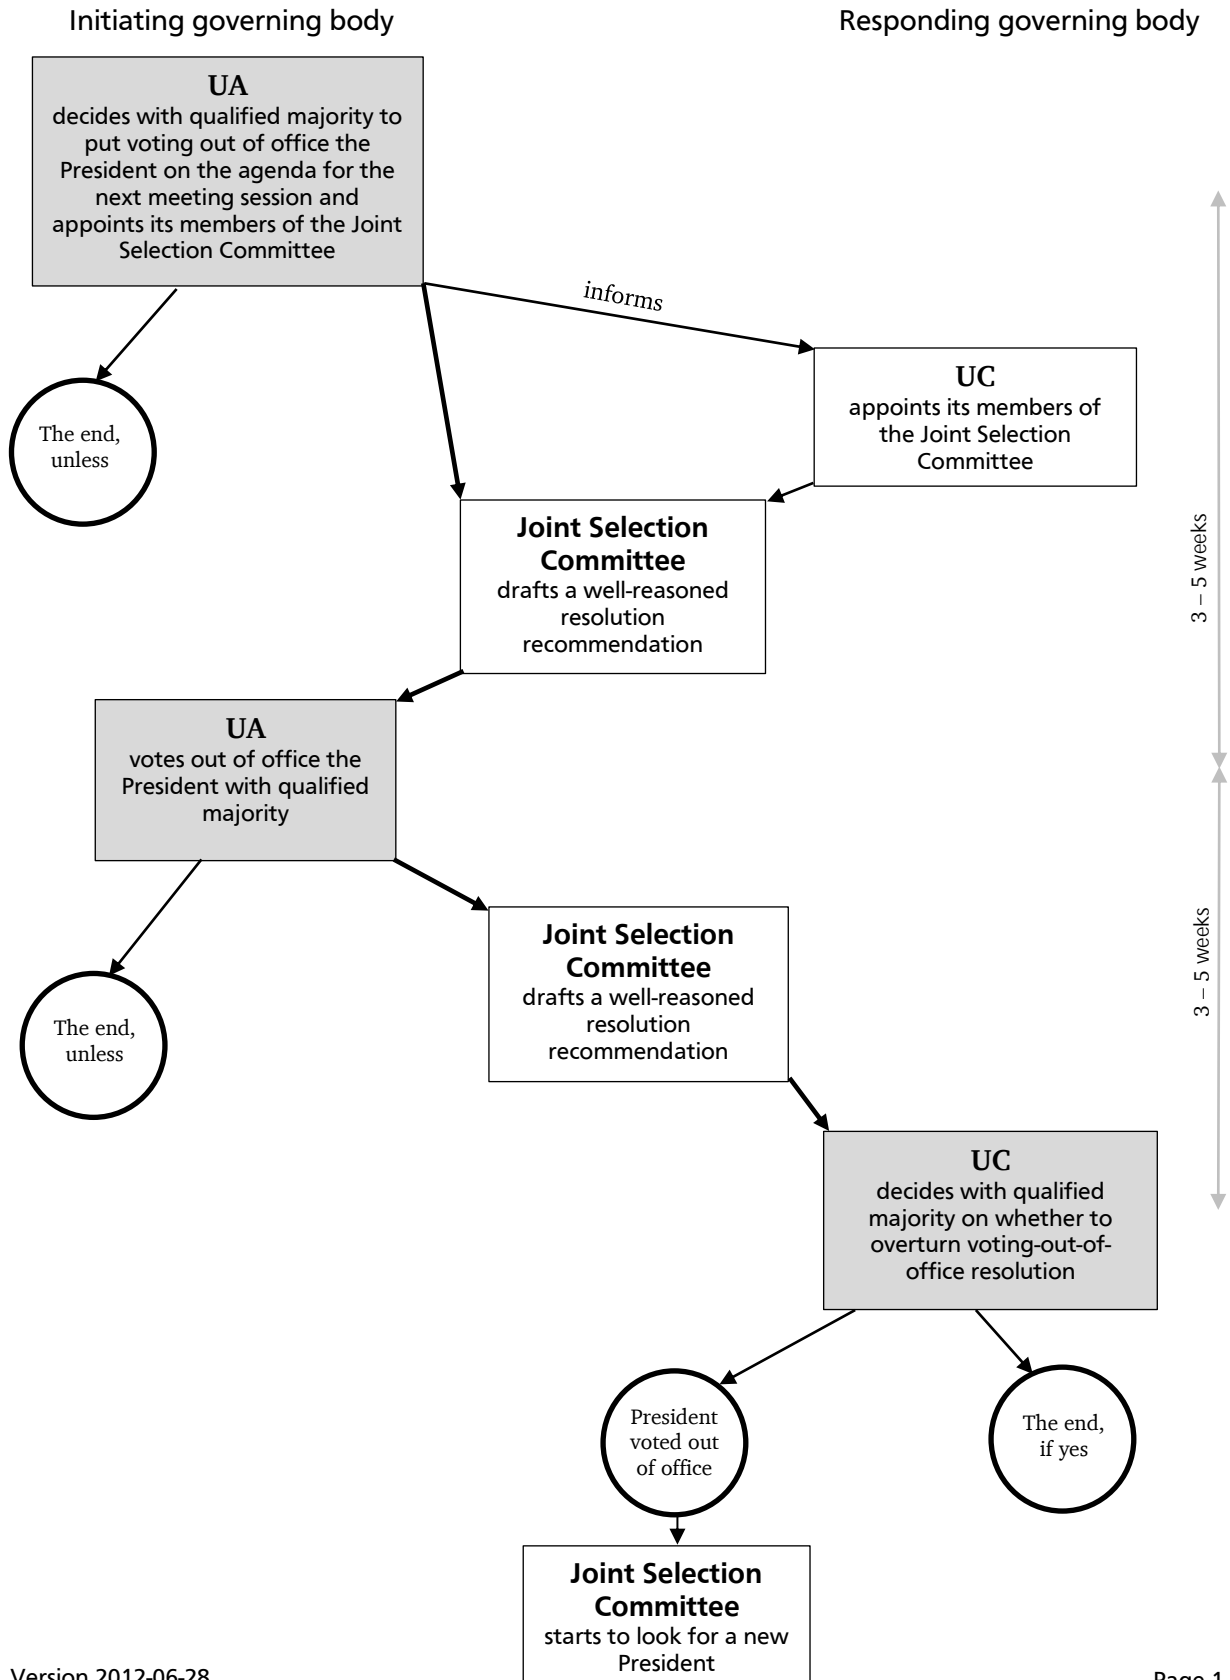 Initiating governing body
Responding governing body
UA
decides with qualified majority to
put voting out of office the
President on the agenda for the
next meeting session and
appoints its members of the Joint
Selection Committee
informs
The end,
unless
UC
appoints its members of
the Joint Selection
Committee
3 – 5 weeks
Joint Selection
Committee
drafts a well-reasoned
resolution
recommendation
UA
votes out of office the
President with qualified
majority
3 – 5 weeks
Joint Selection
Committee
drafts a well-reasoned
resolution
recommendation
The end,
unless
UC
decides with qualified
majority on whether to
overturn voting-out-of-
office resolution
President
voted out
of office
The end,
if yes
Joint Selection
Committee
starts to look for a new
President
Version 2012-06-28
Page 1